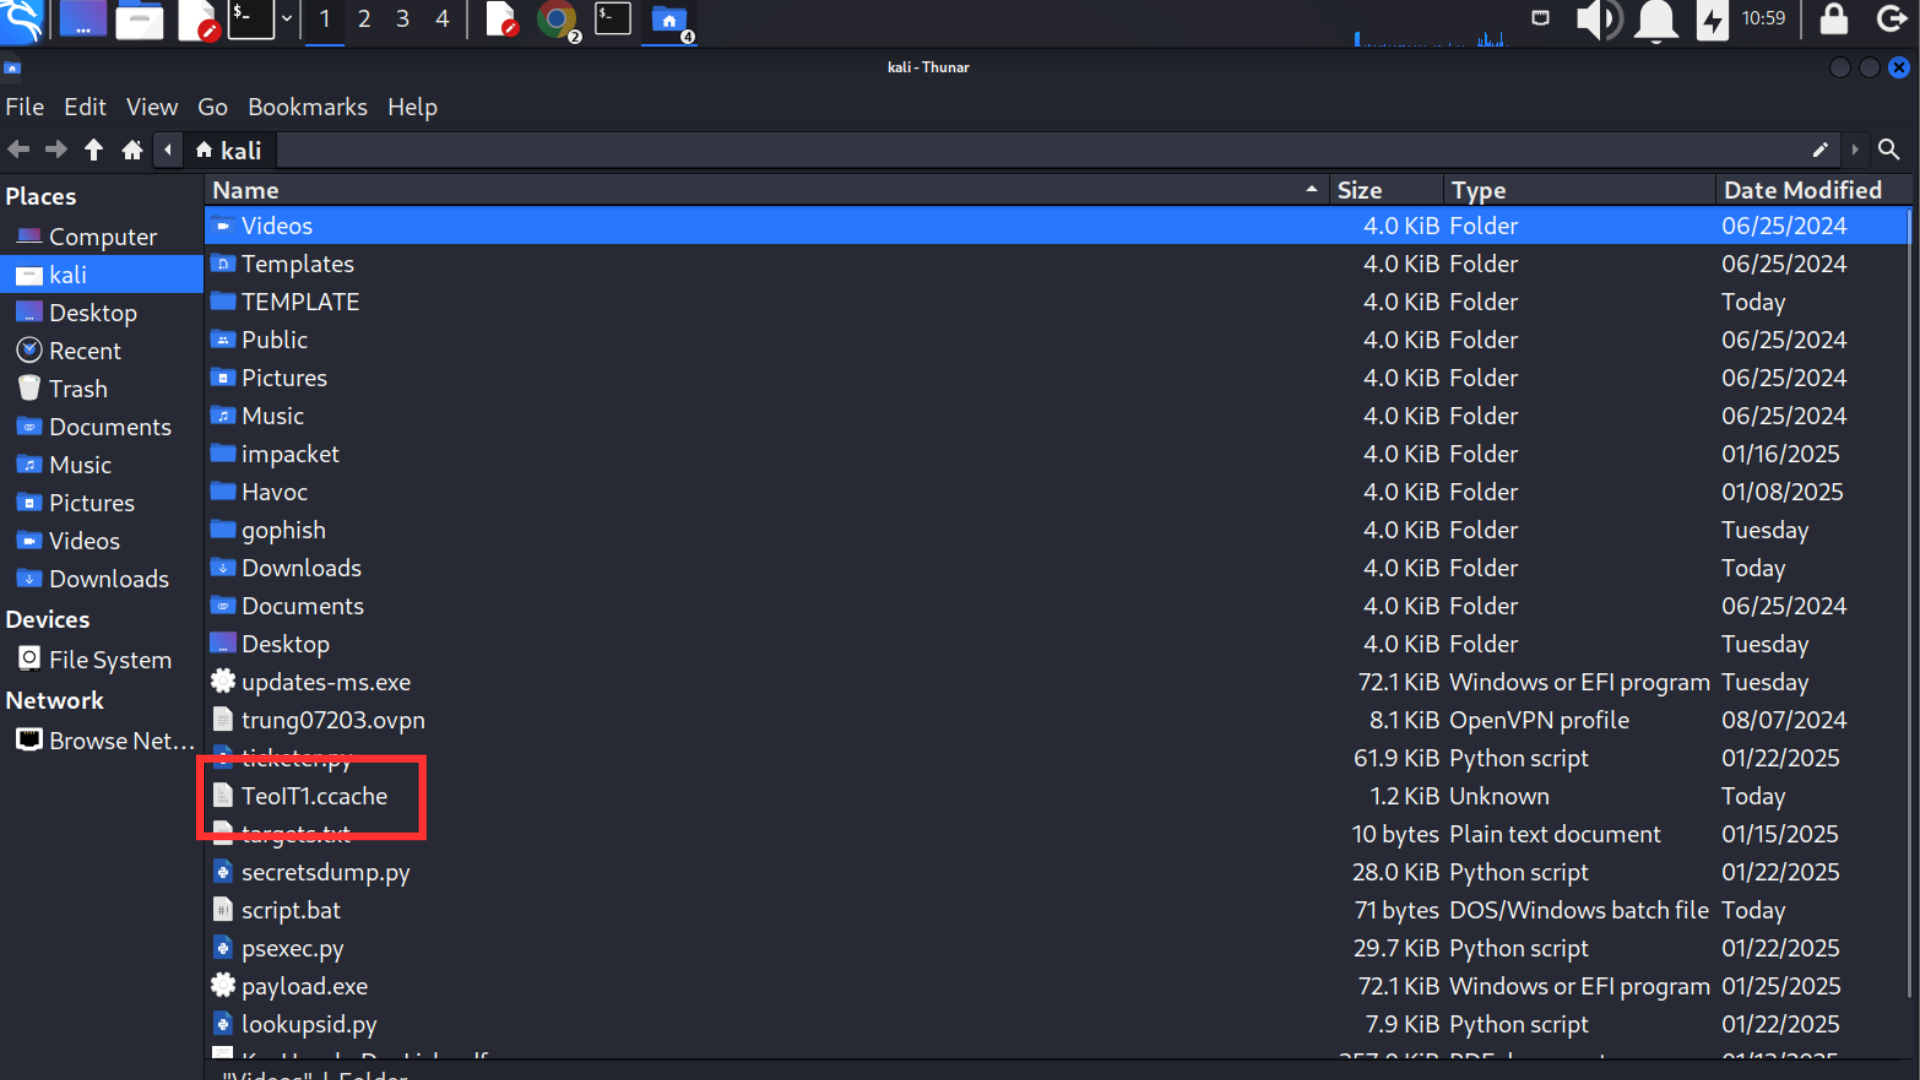 1 2 3 4 2 4 10:59
kali - Thunar
File Edit View Go Bookmarks Help
kali
Places
Computer
kali
Desktop
Recent
Trash
Documents
Music
Pictures
Videos
Downloads
Devices
File System
Network
Browse Net...
Name Size Type Date Modified
Videos 4.0 KiB Folder 06/25/2024
Templates 4.0 KiB Folder 06/25/2024
TEMPLATE 4.0 KiB Folder Today
Public 4.0 KiB Folder 06/25/2024
Pictures 4.0 KiB Folder 06/25/2024
Music 4.0 KiB Folder 06/25/2024
impacket 4.0 KiB Folder 01/16/2025
Havoc 4.0 KiB Folder 01/08/2025
gophish 4.0 KiB Folder Tuesday
Downloads 4.0 KiB Folder Today
Documents 4.0 KiB Folder 06/25/2024
Desktop 4.0 KiB Folder Tuesday
updates-ms.exe 72.1 KiB Windows or EFI program Tuesday
trung07203.ovpn 8.1 KiB OpenVPN profile 08/07/2024
ticketer.py 61.9 KiB Python script 01/22/2025
TeoIT1.ccache 1.2 KiB Unknown Today
targets.txt 10 bytes Plain text document 01/15/2025
secretsdump.py 28.0 KiB Python script 01/22/2025
script.bat 71 bytes DOS/Windows batch file Today
psexec.py 29.7 KiB Python script 01/22/2025
payload.exe 72.1 KiB Windows or EFI program 01/25/2025
lookupsid.py 7.9 KiB Python script 01/22/2025
"Videos" | Folder